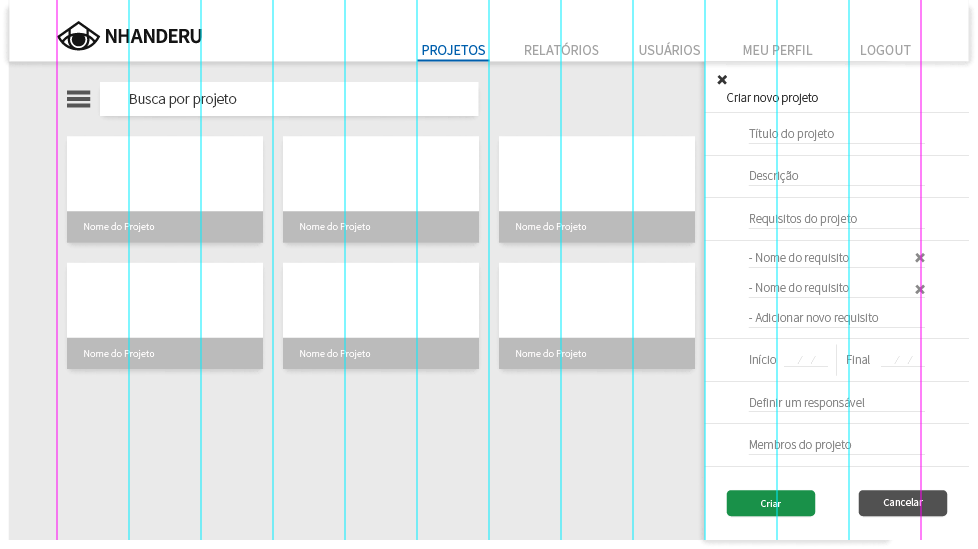 NHANDERU
PROJETOS RELATÓRIOS USUÁRIOS MEU PERFIL LOGOUT
Busca por projeto
Nome do Projeto Nome do Projeto Nome do Projeto
Nome do Projeto Nome do Projeto Nome do Projeto
Criar novo projeto
Título do projeto
Descrição
Requisitos do projeto
- Nome do requisito
- Nome do requisito
- Adicionar novo requisito
Início / / Final / /
Definir um responsável
Membros do projeto
Criar Cancelar